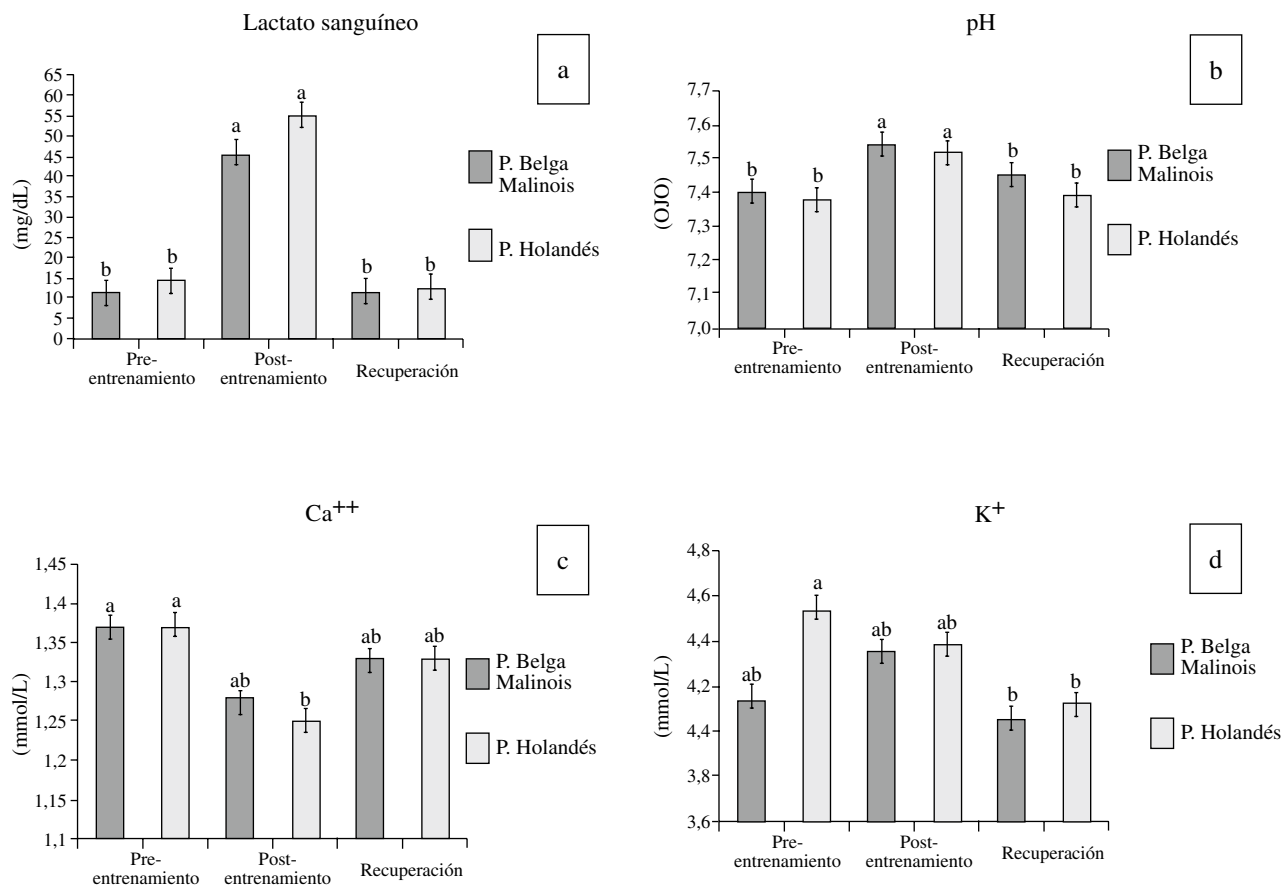 Lactato sanguíneo
a
65
60
55
50
45
40
35
30
25
20
15
10
5
0
(mg/dL)
b
b
a
a
b
b
Pre-
entrenamiento
Post-
entrenamiento
Recuperación
P. Belga
Malinois
P. Holandés
pH
b
7,7
7,6
7,5
7,4
7,3
7,2
7,1
7,0
(OJO)
b
b
a
a
b
b
Pre-
entrenamiento
Post-
entrenamiento
Recuperación
P. Belga
Malinois
P. Holandés
Ca++
c
1,45
1,4
1,35
1,3
1,25
1,2
1,15
1,1
(mmol/L)
a
a
ab
b
ab
ab
Pre-
entrenamiento
Post-
entrenamiento
Recuperación
P. Belga
Malinois
P. Holandés
K+
d
4,8
4,6
4,4
4,2
4,4
3,8
3,6
(mmol/L)
ab
a
ab
ab
b
b
Pre-
entrenamiento
Post-
entrenamiento
Recuperación
P. Belga
Malinois
P. Holandés